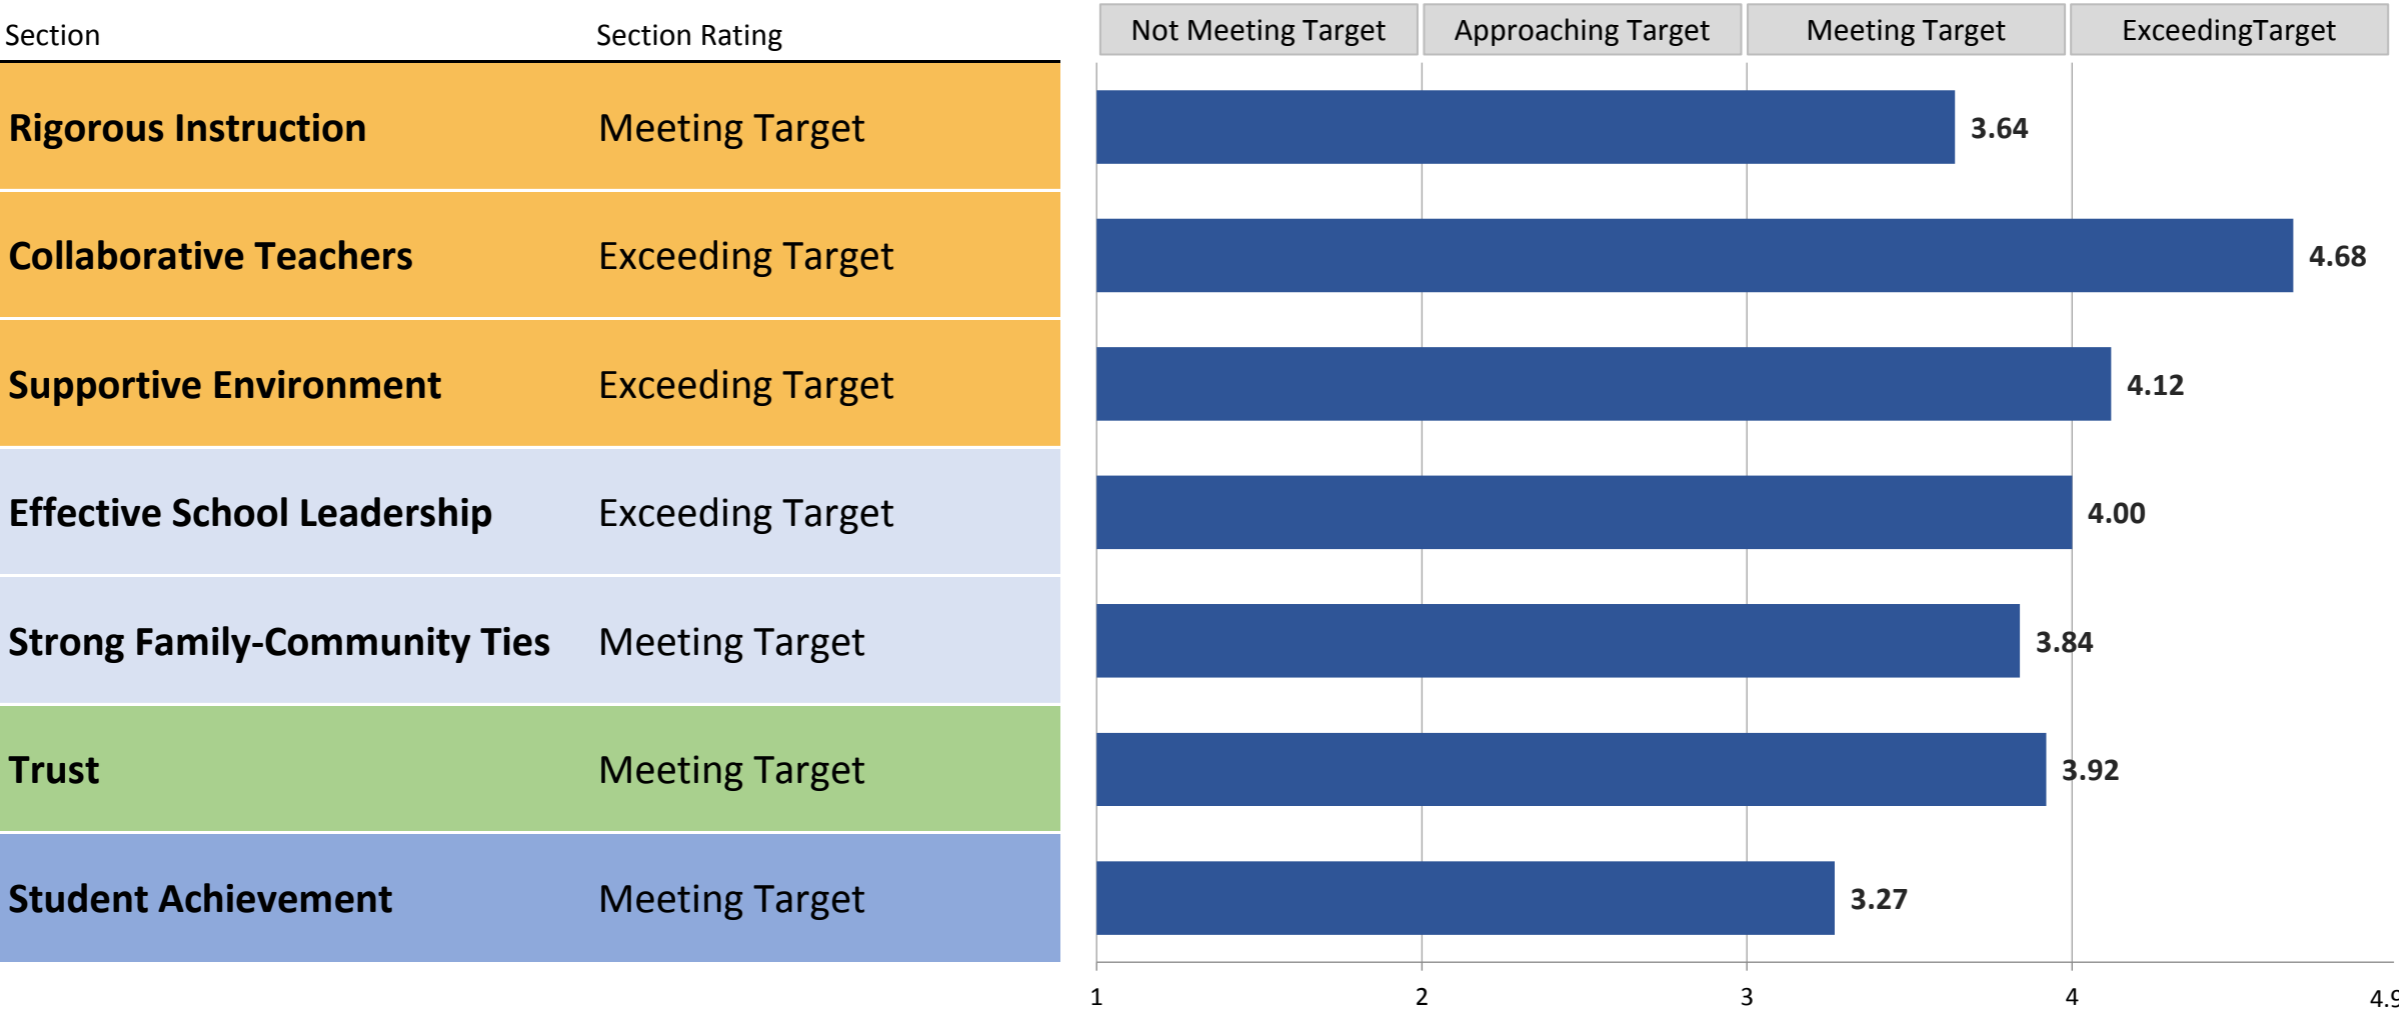 Section Section Rating Not Meeting Target Approaching Target Meeting Target ExceedingTarget
Rigorous Instruction Meeting Target 3.64
Collaborative Teachers Exceeding Target 4.68
Supportive Environment Exceeding Target 4.12
Effective School Leadership Exceeding Target 4.00
Strong Family-Community Ties Meeting Target 3.84
Trust Meeting Target 3.92
Student Achievement Meeting Target 3.27
1 2 3 4 4.9